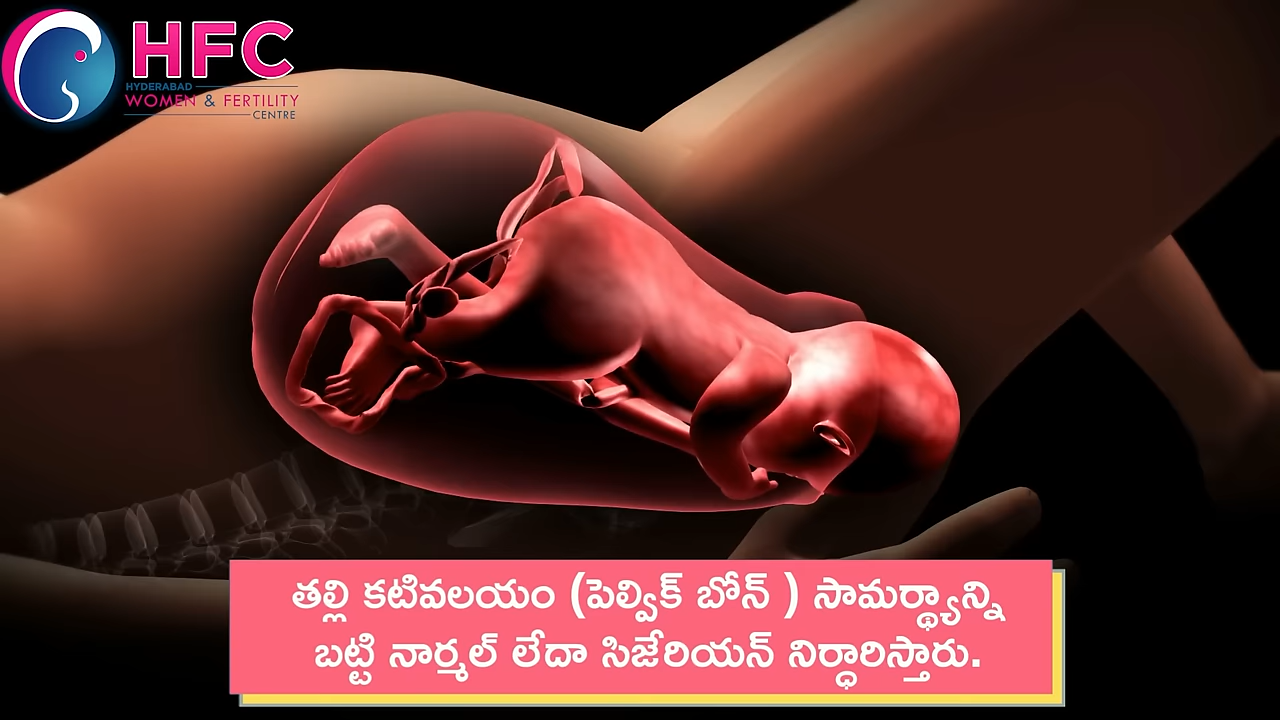 HFC
HYDERABAD
WOMEN & FERTILITY
CENTRE
తల్లి కటివలయం (పెల్విక్ బోన్ ) సామర్థ్యాన్ని
బట్టి నార్మల్ లేదా సిజేరియన్ నిర్ధారిస్తారు.